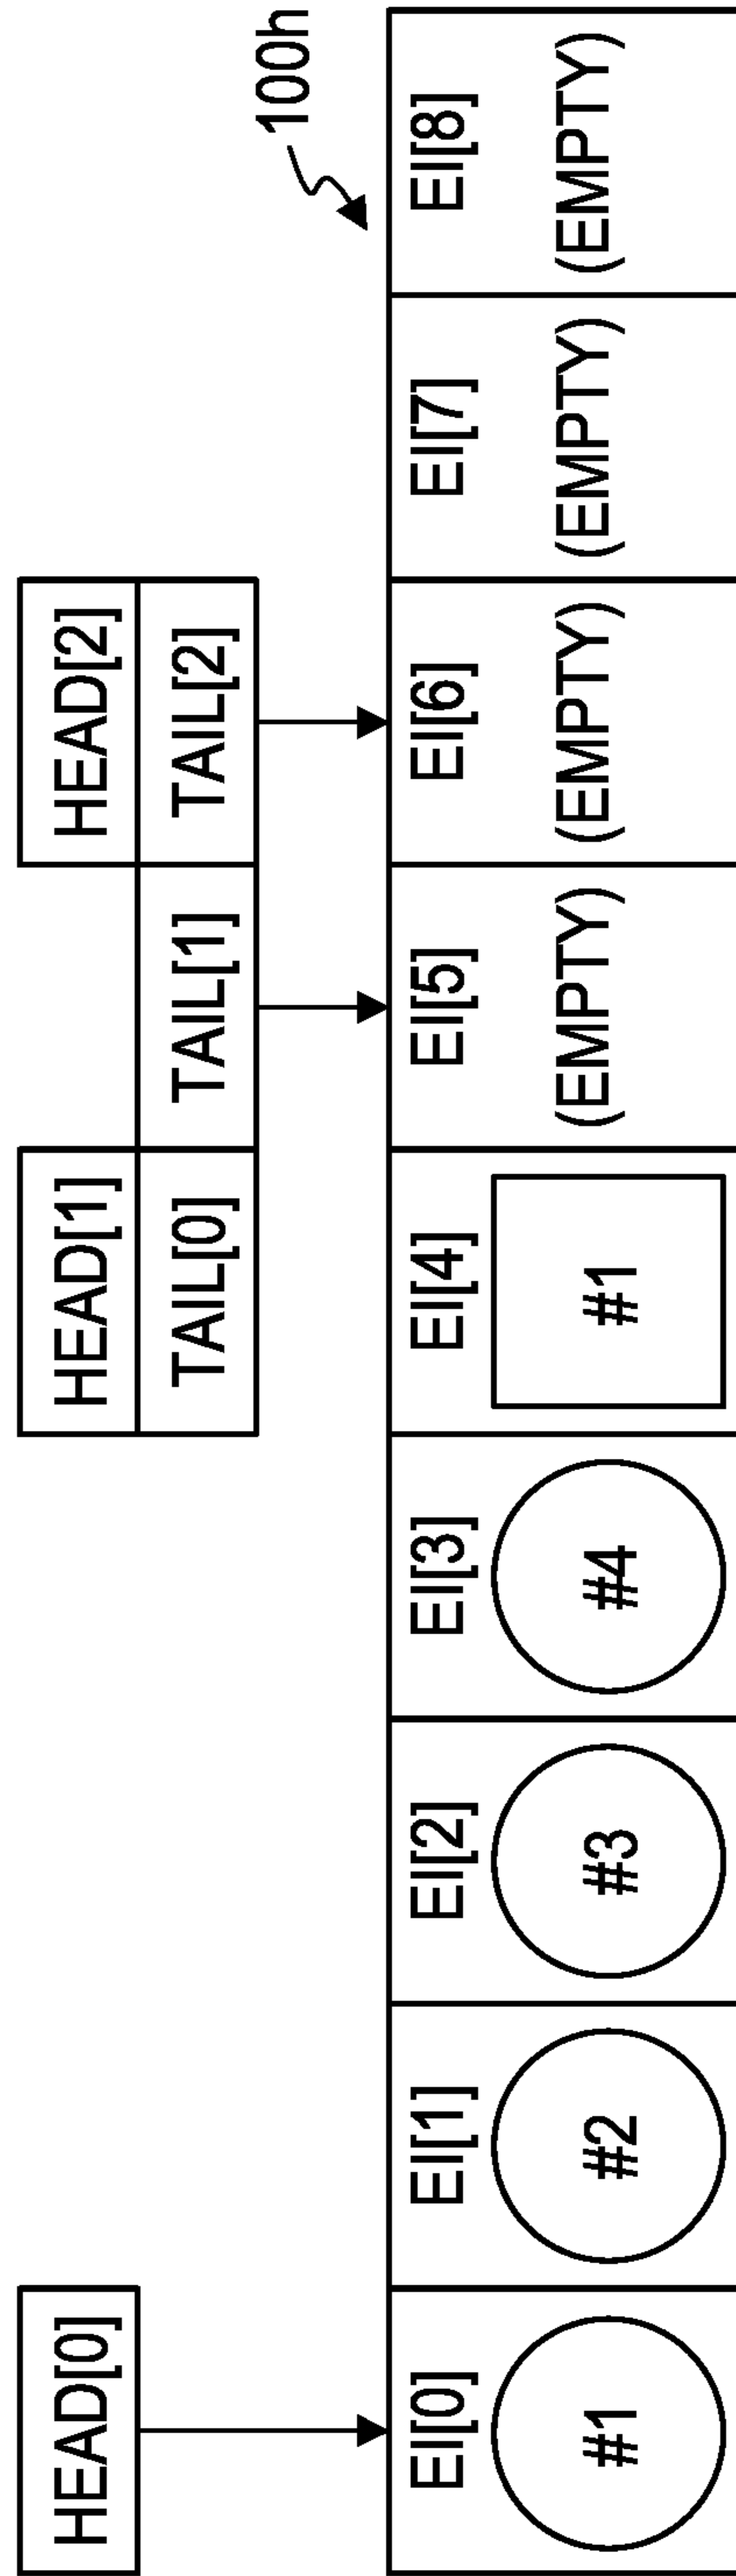 100h
HEAD[0] HEAD[1] HEAD[2]
TAIL[0] TAIL[1] TAIL[2]
EI[0] EI[1] EI[2] EI[3] EI[4] EI[5] EI[6] EI[7] EI[8]
#1 #2 #3 #4 #1 (EMPTY) (EMPTY) (EMPTY) (EMPTY)